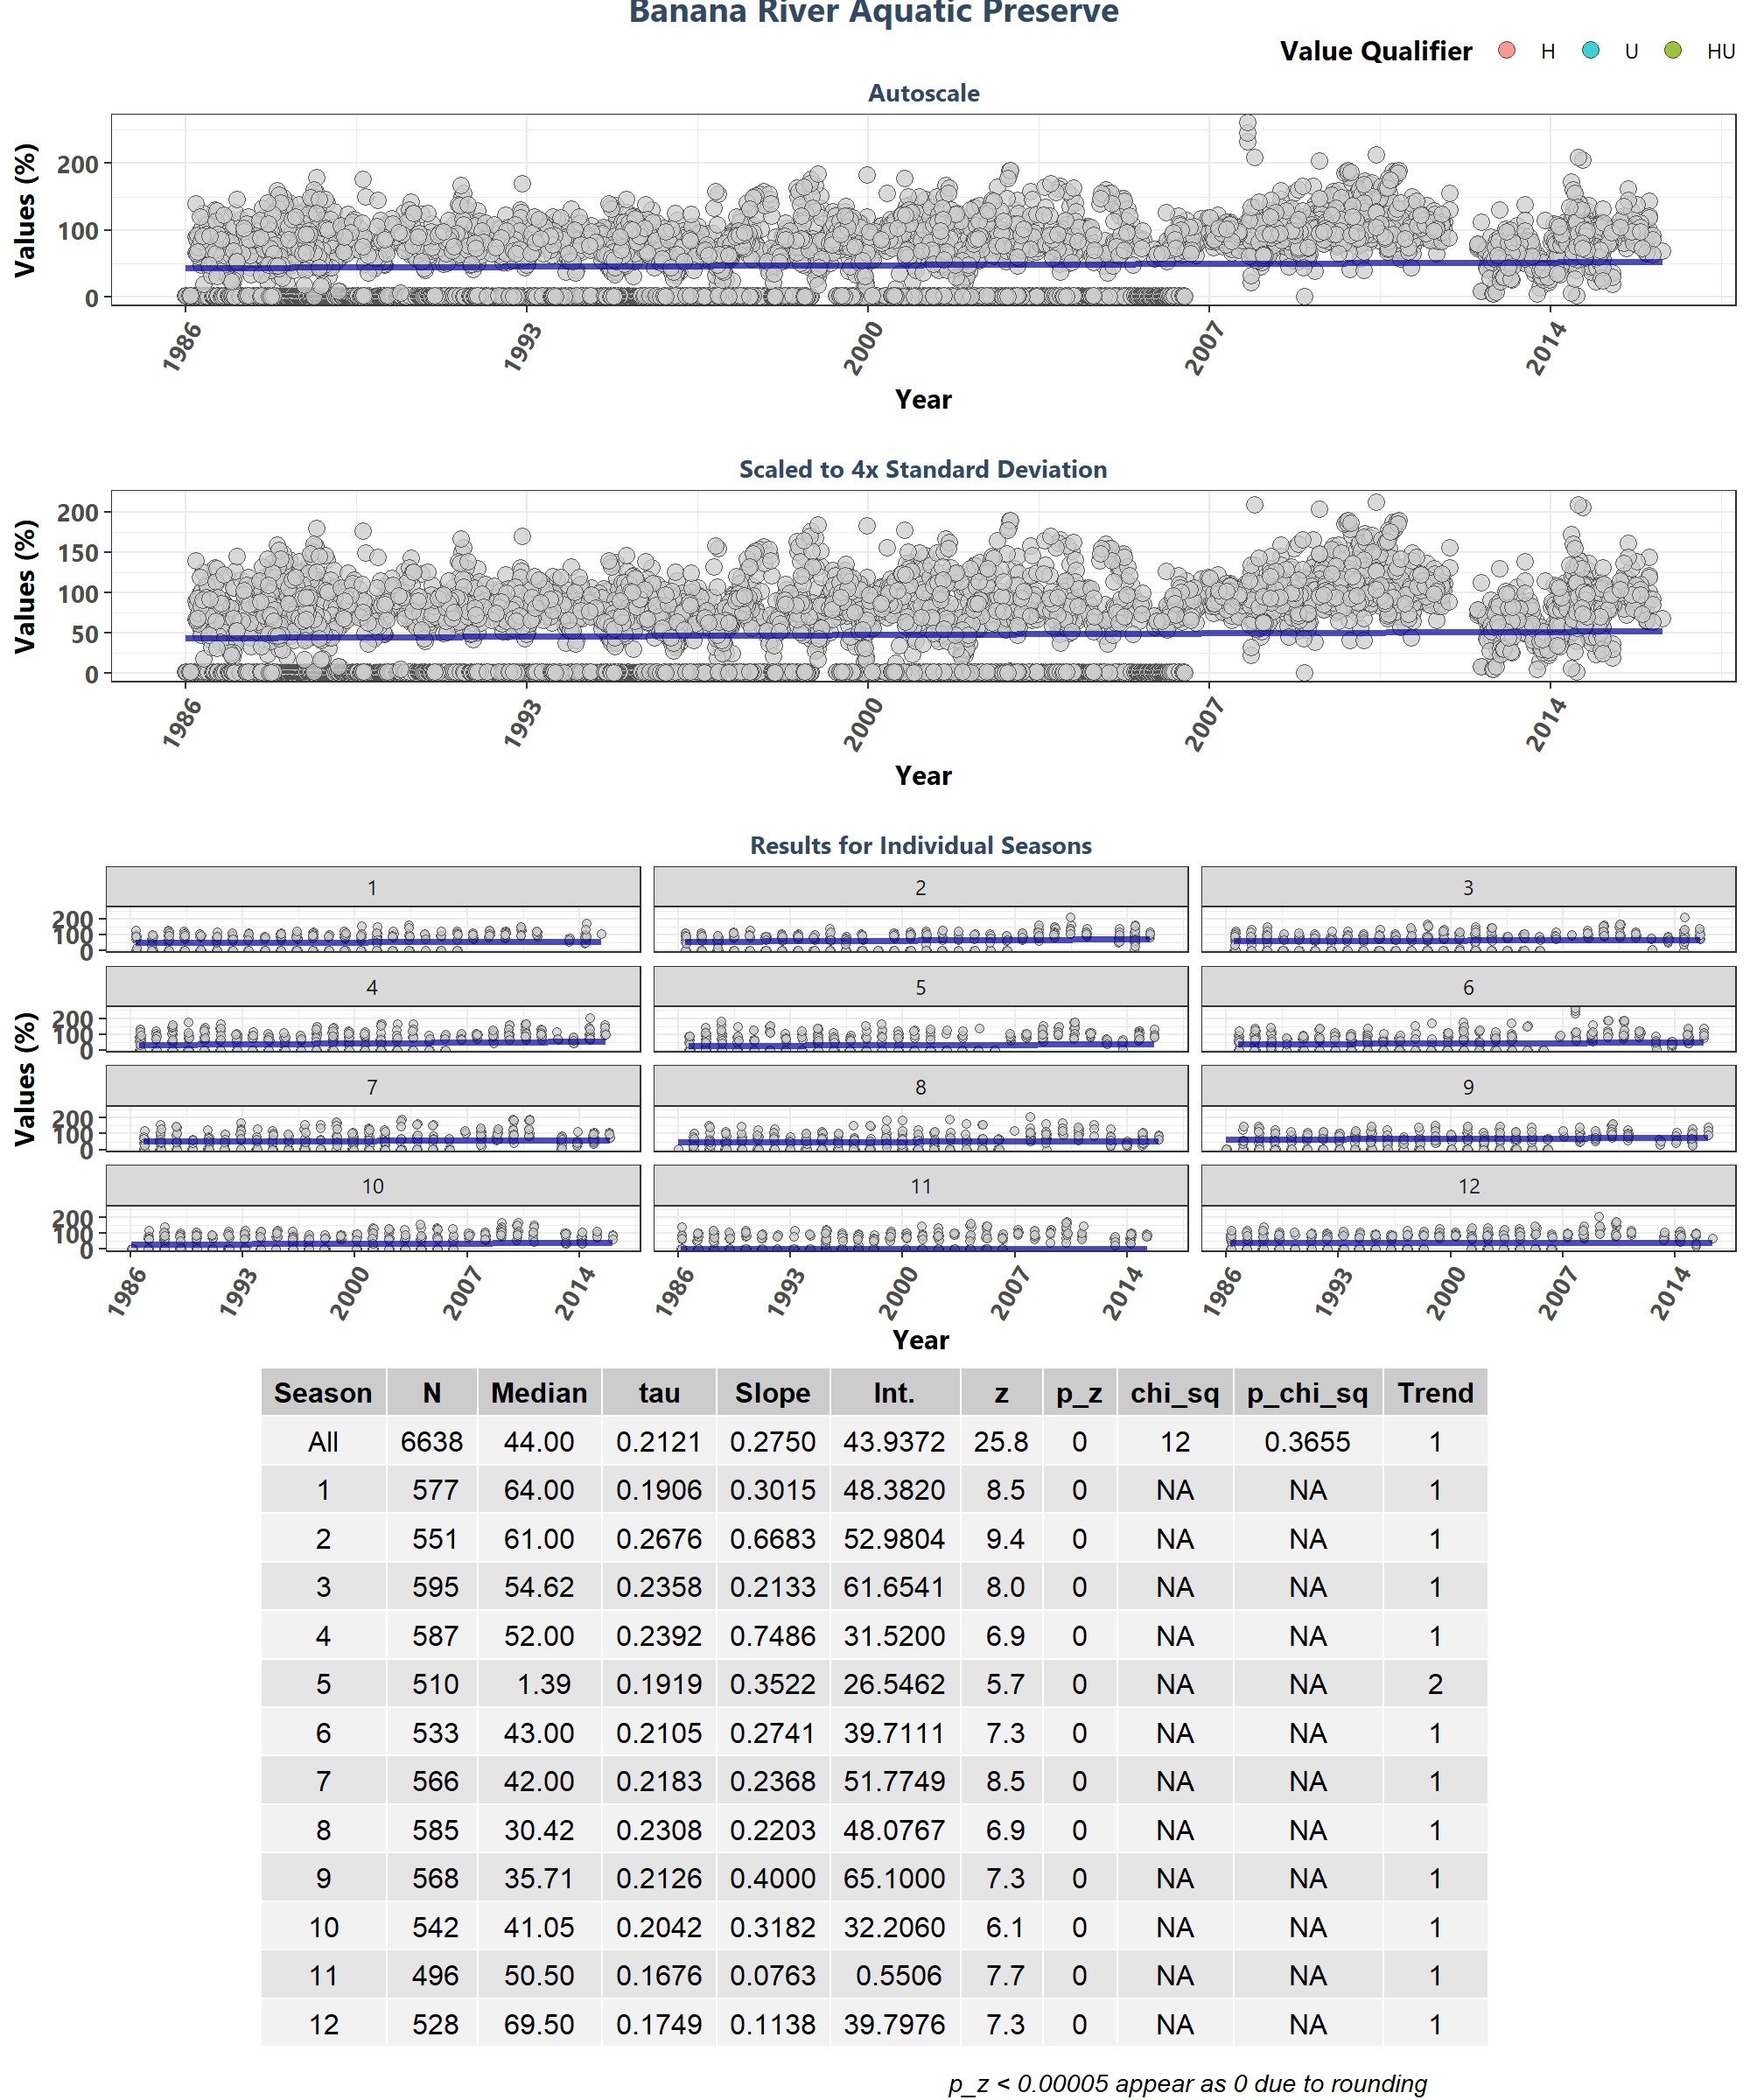 Banana River Aquatic Preserve
Value Qualifier H U HU
Autoscale
Values (%)
200
100
0
1986 1993 2000 2007 2014
Year
Scaled to 4x Standard Deviation
Values (%)
200
150
100
50
0
1986 1993 2000 2007 2014
Year
Results for Individual Seasons
Values (%)
1 2 3
200
100
0
4 5 6
200
100
0
7 8 9
200
100
0
10 11 12
200
100
0
1986 1993 2000 2007 2014 1986 1993 2000 2007 2014 1986 1993 2000 2007 2014
Year
Season N Median tau Slope Int. z p_z chi_sq p_chi_sq Trend
All 6638 44.00 0.2121 0.2750 43.9372 25.8 0 12 0.3655 1
1 577 64.00 0.1906 0.3015 48.3820 8.5 0 NA NA 1
2 551 61.00 0.2676 0.6683 52.9804 9.4 0 NA NA 1
3 595 54.62 0.2358 0.2133 61.6541 8.0 0 NA NA 1
4 587 52.00 0.2392 0.7486 31.5200 6.9 0 NA NA 1
5 510 1.39 0.1919 0.3522 26.5462 5.7 0 NA NA 2
6 533 43.00 0.2105 0.2741 39.7111 7.3 0 NA NA 1
7 566 42.00 0.2183 0.2368 51.7749 8.5 0 NA NA 1
8 585 30.42 0.2308 0.2203 48.0767 6.9 0 NA NA 1
9 568 35.71 0.2126 0.4000 65.1000 7.3 0 NA NA 1
10 542 41.05 0.2042 0.3182 32.2060 6.1 0 NA NA 1
11 496 50.50 0.1676 0.0763 0.5506 7.7 0 NA NA 1
12 528 69.50 0.1749 0.1138 39.7976 7.3 0 NA NA 1
p_z < 0.00005 appear as 0 due to rounding